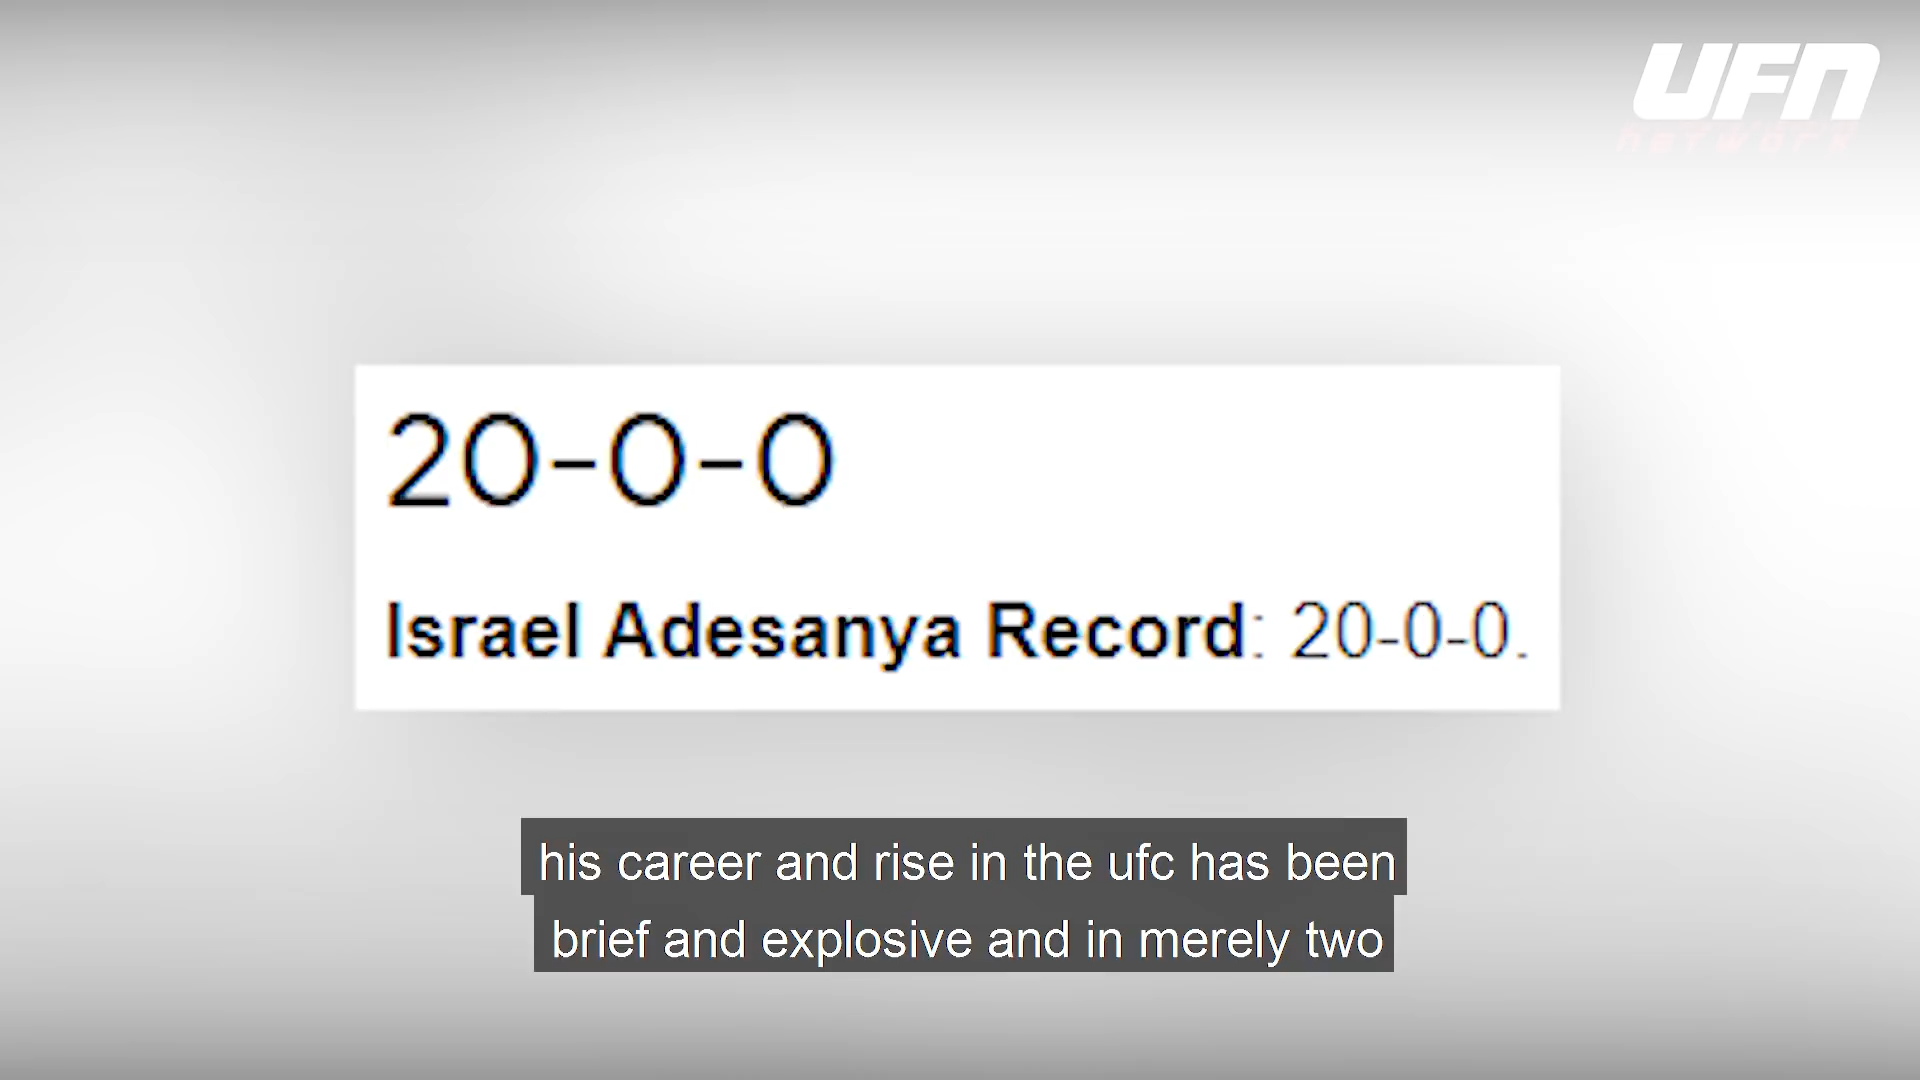 UFN
network
20-0-0
Israel Adesanya Record: 20-0-0.
his career and rise in the ufc has been
brief and explosive and in merely two